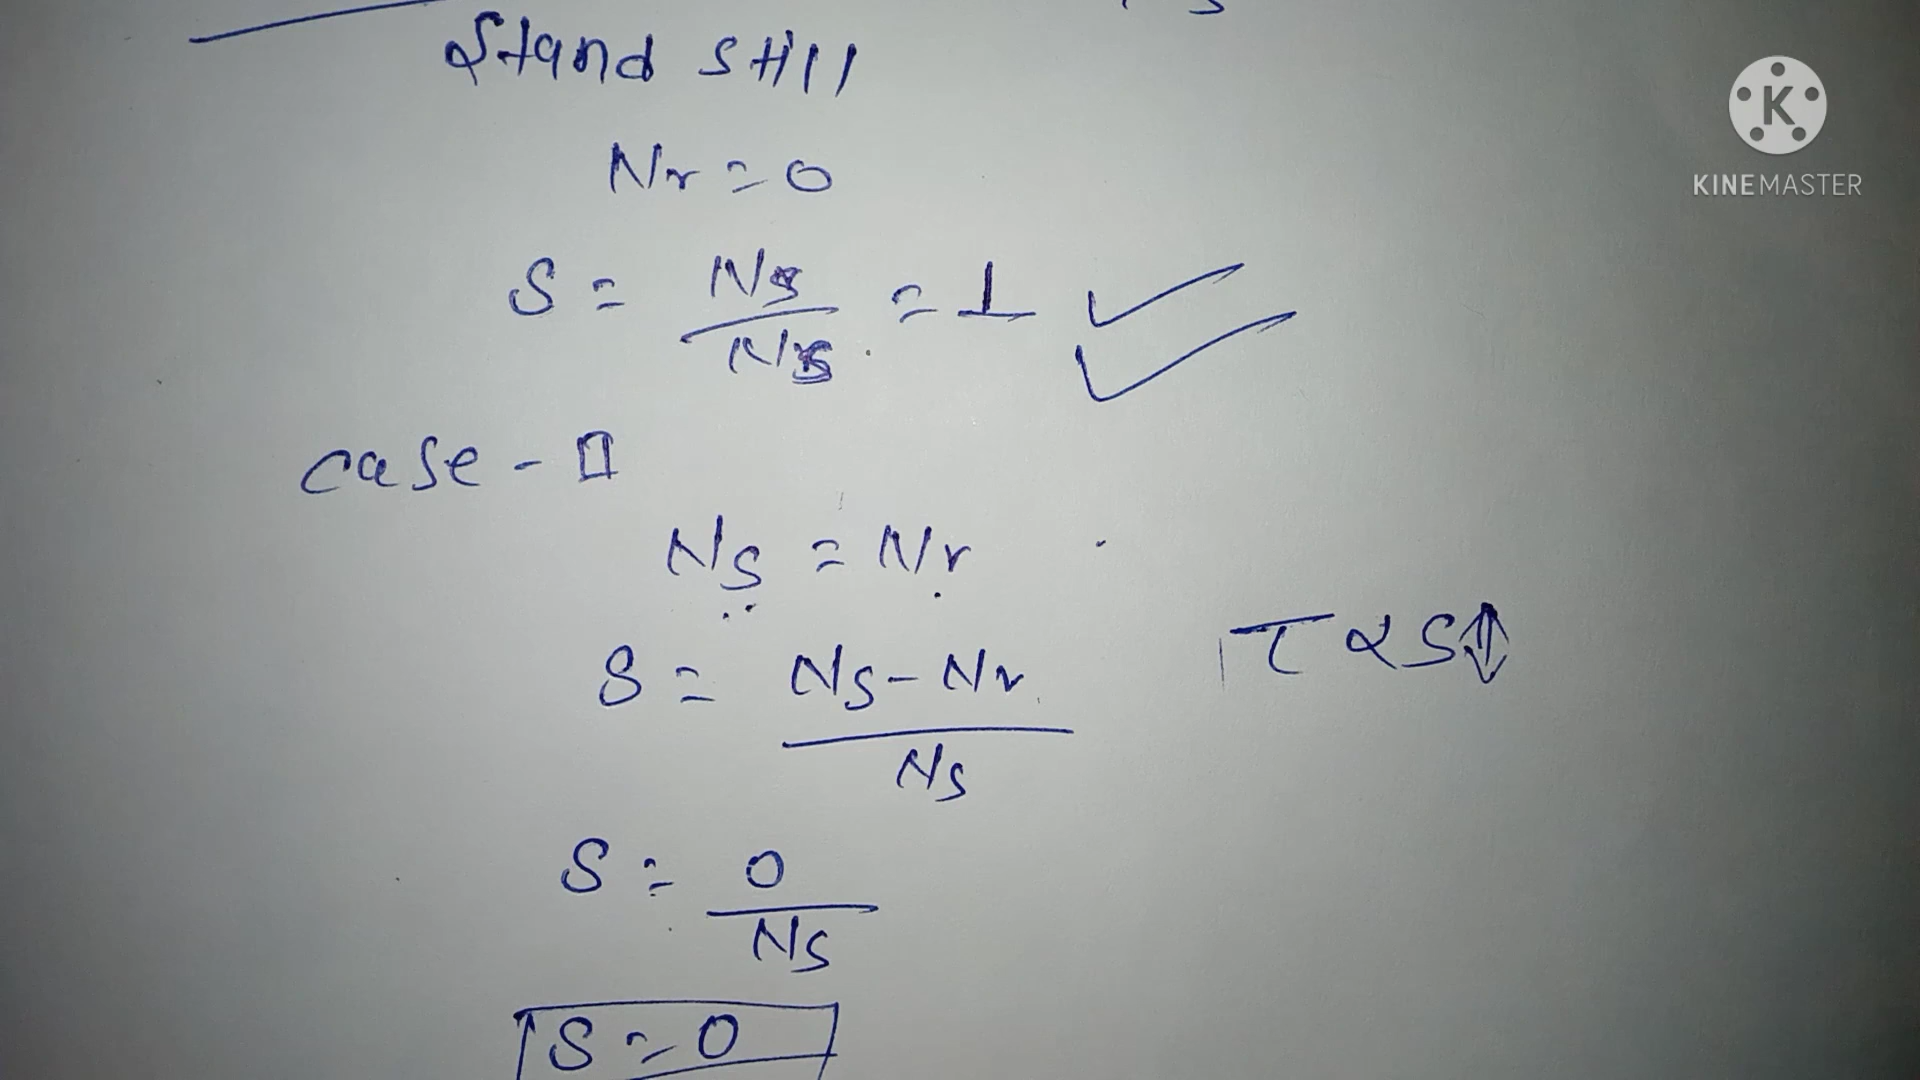 Stand still
Nr = 0
S = Ns/Ns = 1
case - II
Ns = Nr
S = Ns - Nr / Ns
τ ∝ S ↕
S = 0/Ns
S = 0
KINEMASTER